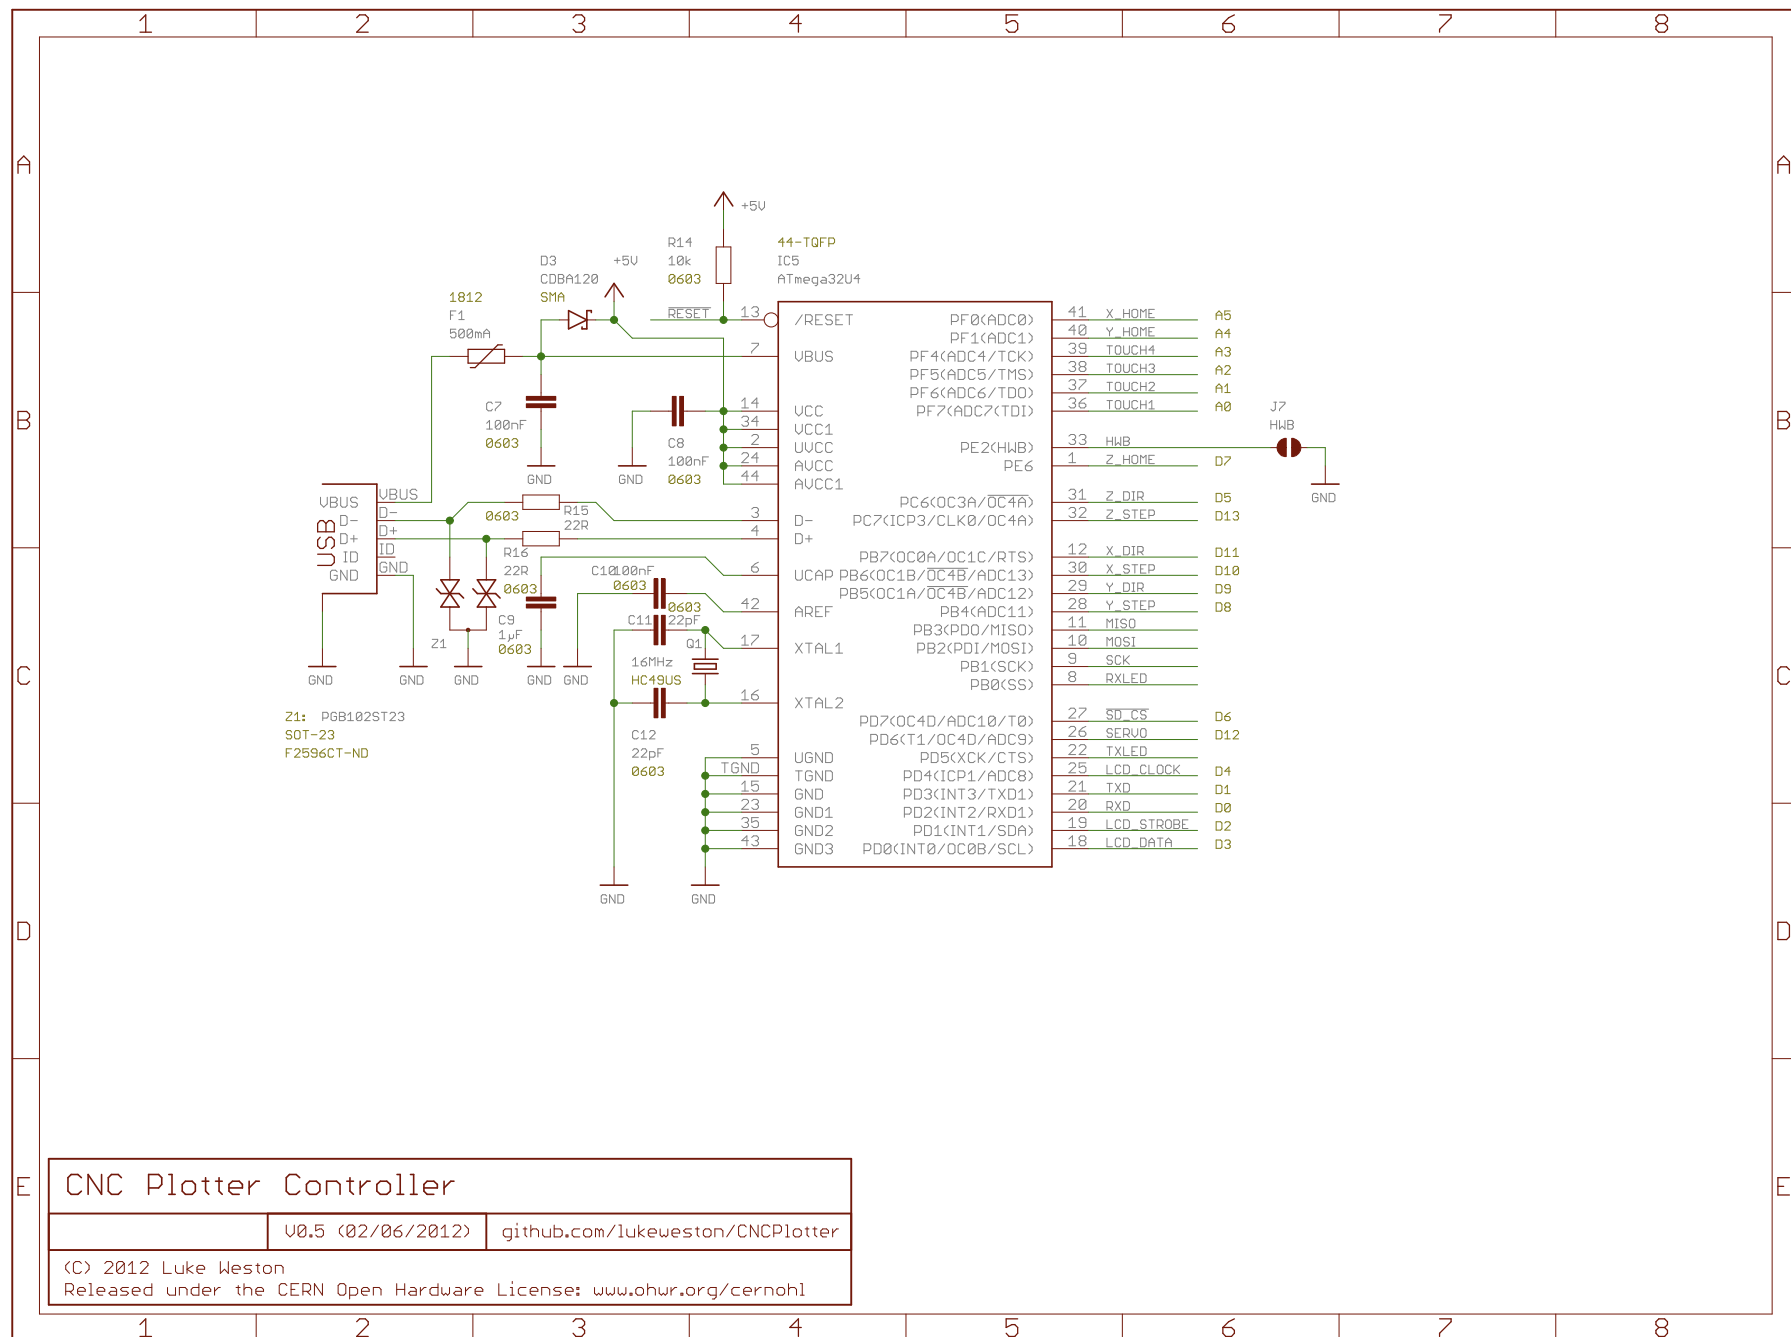 1 2 3 4 5 6 7 8
A A
B B
C C
D D
E E
+5V
R14
10k
0603
44-TQFP
IC5
ATmega32U4
D3
CDBA120
SMA
+5V
1812
F1
500mA
RESET
C7
100nF
0603
GND
C8
100nF
0603
GND
USB
VBUS VBUS
D- D-
D+ D+
ID ID
GND GND
0603
R15
22R
R16
22R
0603
C10 100nF
0603
0603
C11 22pF
C9
1µF
0603
Z1
16MHz
HC49US
Q1
GND GND GND GND GND
Z1: PGB102ST23
SOT-23
F2596CT-ND
C12
22pF
0603
GND GND
13 /RESET
7 VBUS
14 VCC
34 VCC1
2 UVCC
24 AVCC
44 AVCC1
3 D-
4 D+
6 UCAP
42 AREF
17 XTAL1
16 XTAL2
5 UGND
TGND TGND
15 GND
23 GND1
35 GND2
43 GND3
PF0(ADC0) 41 X_HOME A5
PF1(ADC1) 40 Y_HOME A4
PF4(ADC4/TCK) 39 TOUCH4 A3
PF5(ADC5/TMS) 38 TOUCH3 A2
PF6(ADC6/TDO) 37 TOUCH2 A1
PF7(ADC7(TDI) 36 TOUCH1 A0
PE2(HWB) 33 HWB
PE6 1 Z_HOME D7
J7
HWB
GND
PC6(OC3A/OC4A) 31 Z_DIR D5
PC7(ICP3/CLK0/OC4A) 32 Z_STEP D13
PB7(OC0A/OC1C/RTS) 12 X_DIR D11
PB6(OC1B/OC4B/ADC13) 30 X_STEP D10
PB5(OC1A/OC4B/ADC12) 29 Y_DIR D9
PB4(ADC11) 28 Y_STEP D8
PB3(PDO/MISO) 11 MISO
PB2(PDI/MOSI) 10 MOSI
PB1(SCK) 9 SCK
PB0(SS) 8 RXLED
PD7(OC4D/ADC10/T0) 27 SD_CS D6
PD6(T1/OC4D/ADC9) 26 SERVO D12
PD5(XCK/CTS) 22 TXLED
PD4(ICP1/ADC8) 25 LCD_CLOCK D4
PD3(INT3/TXD1) 21 TXD D1
PD2(INT2/RXD1) 20 RXD D0
PD1(INT1/SDA) 19 LCD_STROBE D2
PD0(INT0/OC0B/SCL) 18 LCD_DATA D3
CNC Plotter Controller
V0.5 (02/06/2012) github.com/lukeweston/CNCPlotter
(C) 2012 Luke Weston
Released under the CERN Open Hardware License: www.ohwr.org/cernohl
1 2 3 4 5 6 7 8